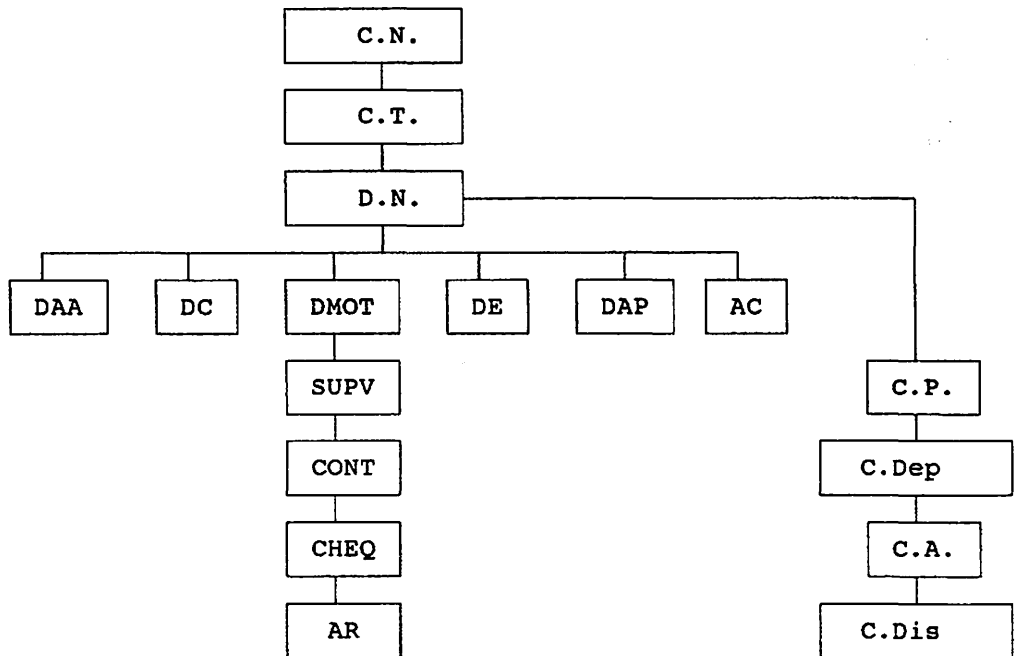 C.N.
C.T.
D.N.
DAA DC DMOT DE DAP AC
SUPV C.P.
CONT C.Dep
CHEQ C.A.
AR C.Dis